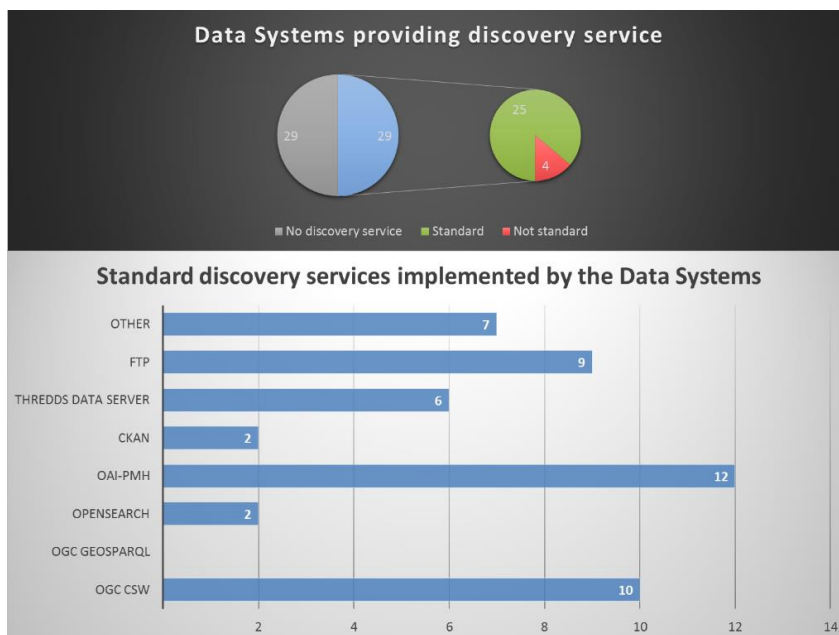 Data Systems providing discovery service
29
29
25
4
No discovery service
Standard
Not standard
Standard discovery services implemented by the Data Systems
OTHER
7
FTP
9
THREDDS DATA SERVER
6
CKAN
2
OAI-PMH
12
OPENSEARCH
2
OGC GEOSPARQL
OGC CSW
10
2 4 6 8 10 12 14